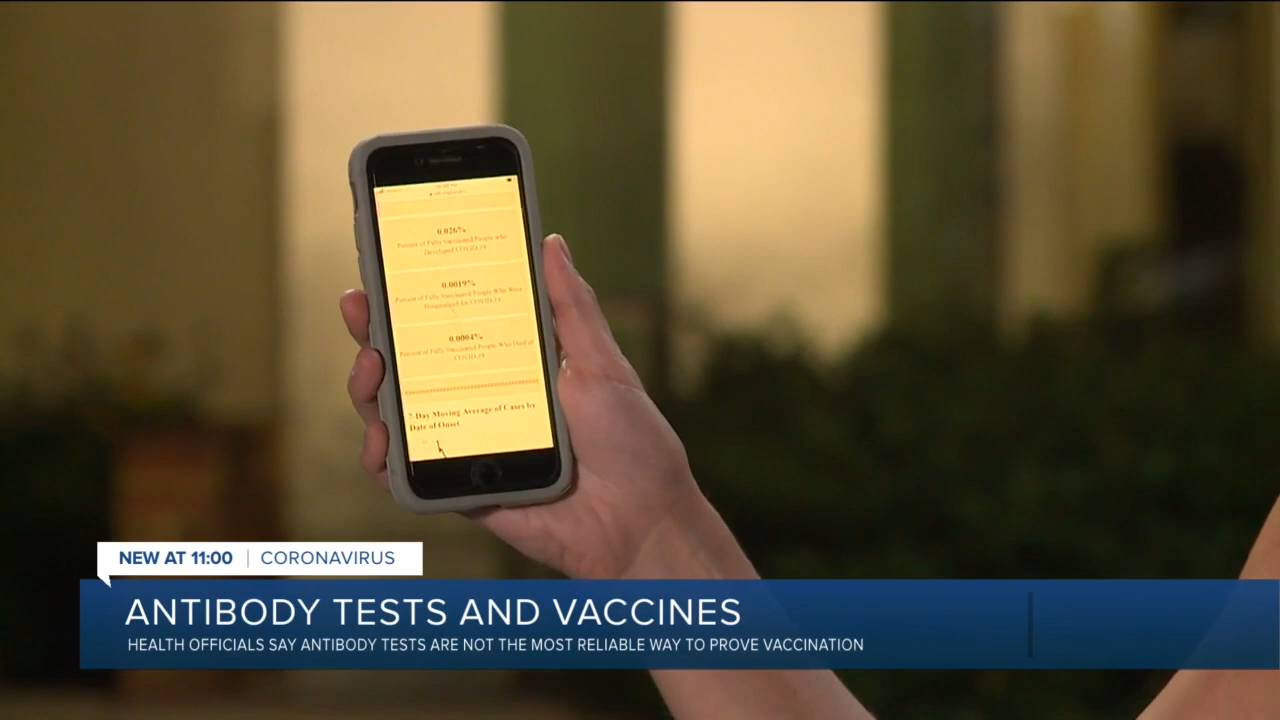 0.026%
Percent of Fully Vaccinated People who
Developed COVID-19
0.0019%
Percent of Fully Vaccinated People Who Were
Hospitalized for COVID-19
0.0004%
Percent of Fully Vaccinated People Who Died of
COVID-19
7-Day Moving Average of Cases by
Date of Onset
NEW AT 11:00 | CORONAVIRUS
ANTIBODY TESTS AND VACCINES
HEALTH OFFICIALS SAY ANTIBODY TESTS ARE NOT THE MOST RELIABLE WAY TO PROVE VACCINATION